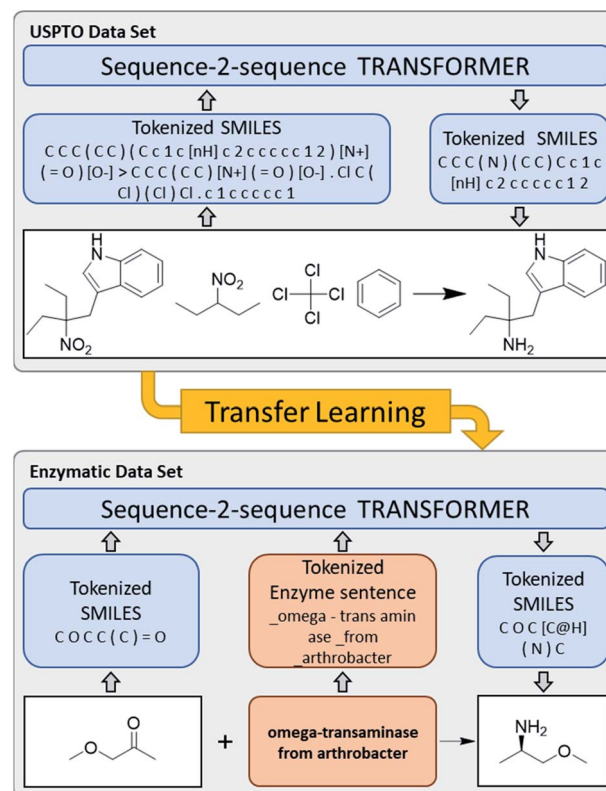 USPTO Data Set
Sequence-2-sequence TRANSFORMER
Tokenized SMILES
C C C ( C C ) ( C c 1 c [nH] c 2 c c c c c 1 2 ) [N+]
( = O ) [O-] > C C C ( C C ) [N+] ( = O ) [O-] . Cl C (
Cl ) ( Cl ) Cl . c 1 c c c c c 1
Tokenized SMILES
C C C ( N ) ( C C ) C c 1 c
[nH] c 2 c c c c c 1 2
H
N
NO2
NO2
Cl
Cl
Cl
Cl
H
N
NH2
Transfer Learning
Enzymatic Data Set
Sequence-2-sequence TRANSFORMER
Tokenized
SMILES
C O C C ( C ) = O
Tokenized
Enzyme sentence
_omega - trans amin
ase _from
_arthrobacter
Tokenized
SMILES
C O C [C@H]
( N ) C
O
O
+
omega-transaminase
from arthrobacter
NH2
O